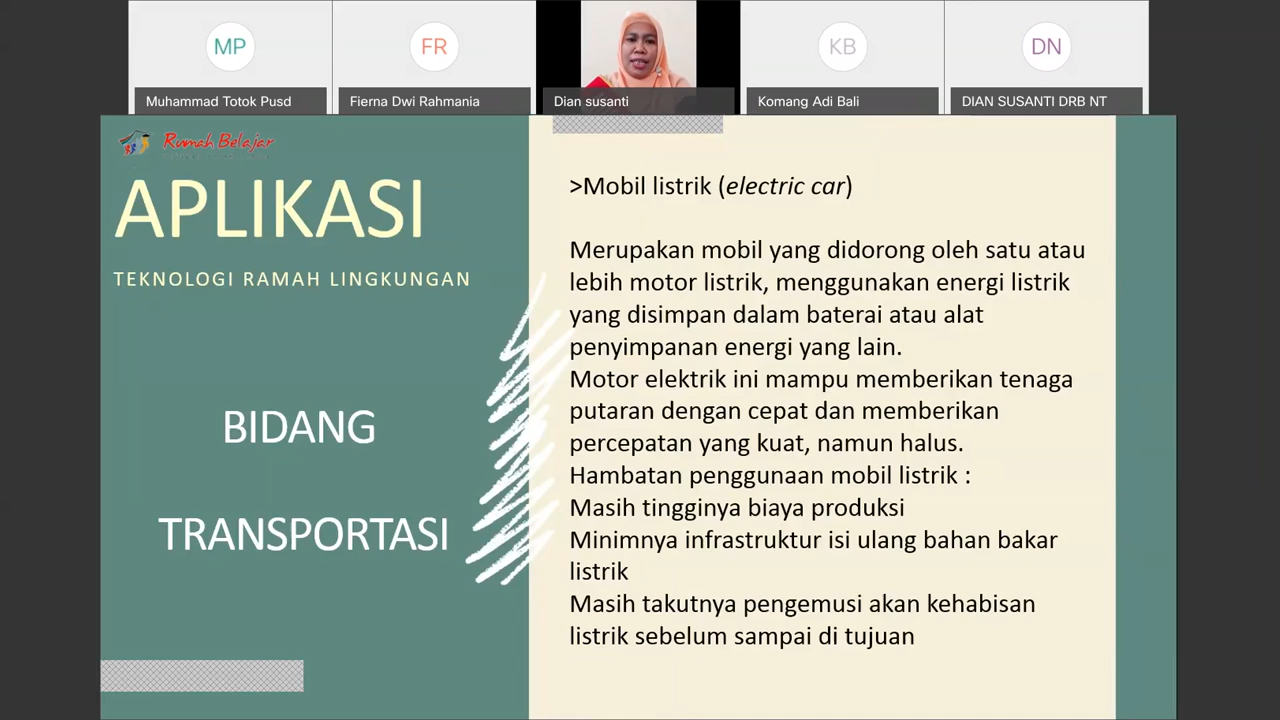 MP
FR
KB
DN
Muhammad Totok Pusd
Fierna Dwi Rahmania
Dian susanti
Komang Adi Bali
DIAN SUSANTI DRB NT
Rumah Belajar
APLIKASI
TEKNOLOGI RAMAH LINGKUNGAN
BIDANG
TRANSPORTASI
>Mobil listrik (electric car)
Merupakan mobil yang didorong oleh satu atau
lebih motor listrik, menggunakan energi listrik
yang disimpan dalam baterai atau alat
penyimpanan energi yang lain.
Motor elektrik ini mampu memberikan tenaga
putaran dengan cepat dan memberikan
percepatan yang kuat, namun halus.
Hambatan penggunaan mobil listrik :
Masih tingginya biaya produksi
Minimnya infrastruktur isi ulang bahan bakar
listrik
Masih takutnya pengemusi akan kehabisan
listrik sebelum sampai di tujuan